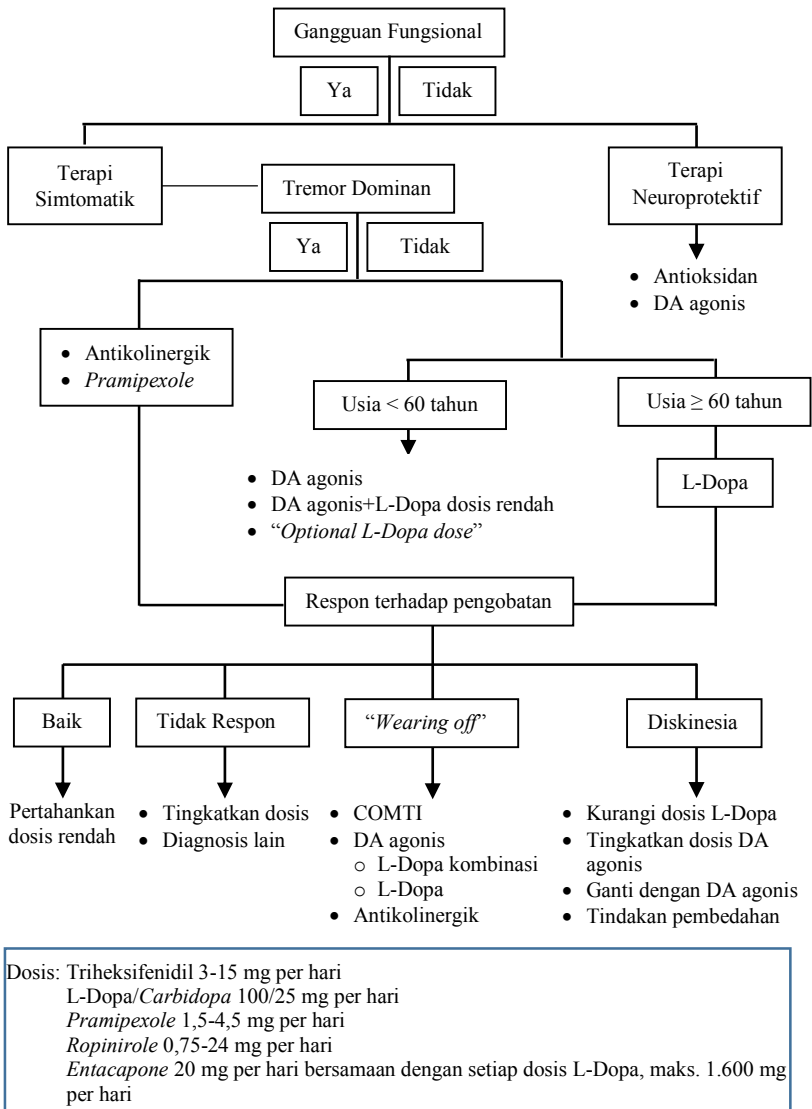 Gangguan Fungsional
Ya
Tidak
Terapi
Simtomatik
Tremor Dominan
Terapi
Neuroprotektif
Ya
Tidak
• Antioksidan
• DA agonis
• Antikolinergik
• Pramipexole
Usia < 60 tahun
Usia ≥ 60 tahun
• DA agonis
• DA agonis+L-Dopa dosis rendah
• “Optional L-Dopa dose”
L-Dopa
Respon terhadap pengobatan
Baik
Tidak Respon
“Wearing off”
Diskinesia
Pertahankan
dosis rendah
• Tingkatkan dosis
• Diagnosis lain
• COMTI
• DA agonis
o L-Dopa kombinasi
o L-Dopa
• Antikolinergik
• Kurangi dosis L-Dopa
• Tingkatkan dosis DA
agonis
• Ganti dengan DA agonis
• Tindakan pembedahan
Dosis: Triheksifenidil 3-15 mg per hari
L-Dopa/Carbidopa 100/25 mg per hari
Pramipexole 1,5-4,5 mg per hari
Ropinirole 0,75-24 mg per hari
Entacapone 20 mg per hari bersamaan dengan setiap dosis L-Dopa, maks. 1.600 mg
per hari